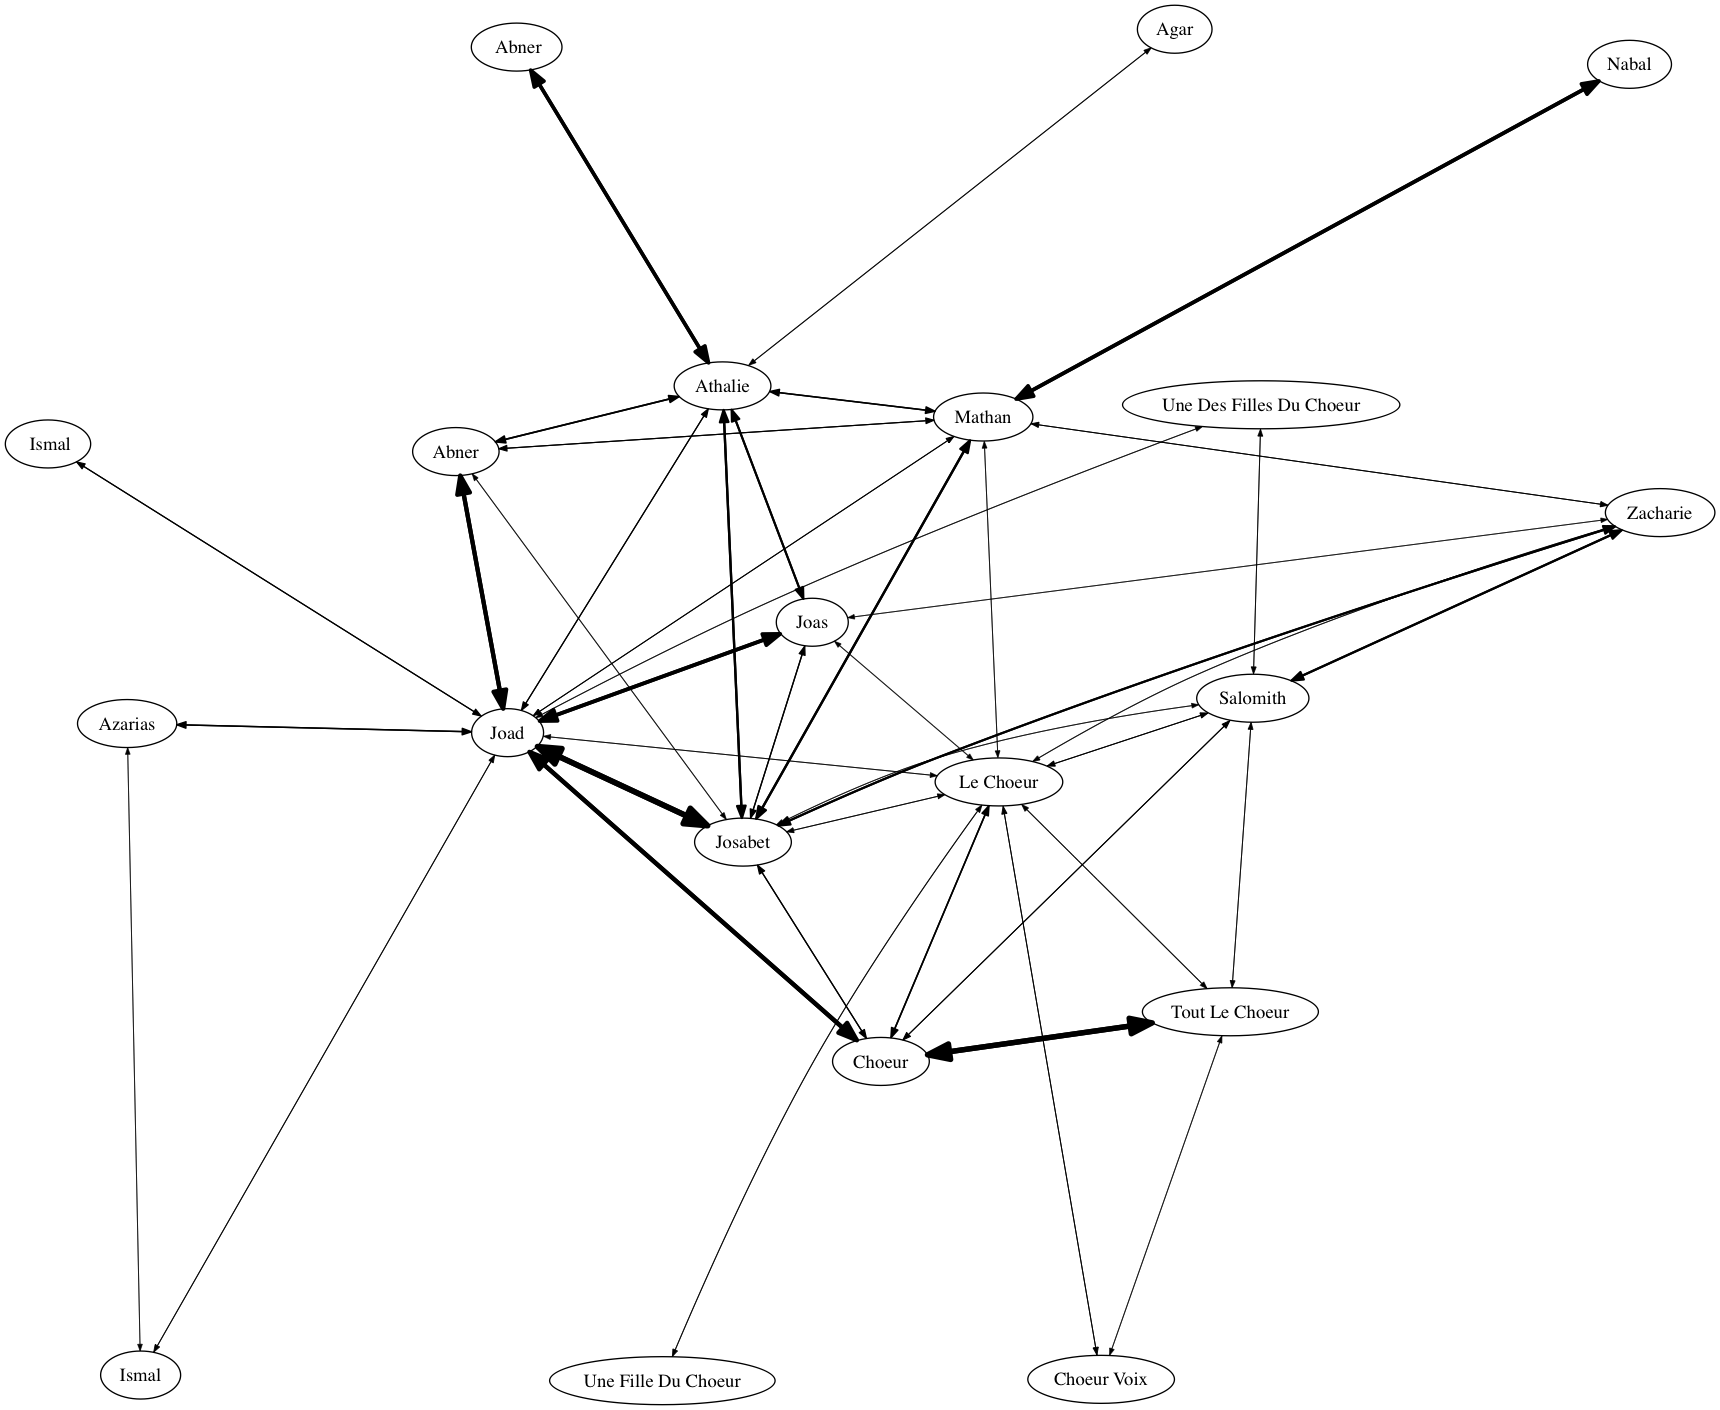 Agar
Abner
Nabal
Athalie
Une Des Filles Du Choeur
Mathan
Ismal
Abner
Zacharie
Joas
Salomith
Azarias
Joad
Le Choeur
Josabet
Tout Le Choeur
Choeur
Ismal
Choeur Voix
Une Fille Du Choeur